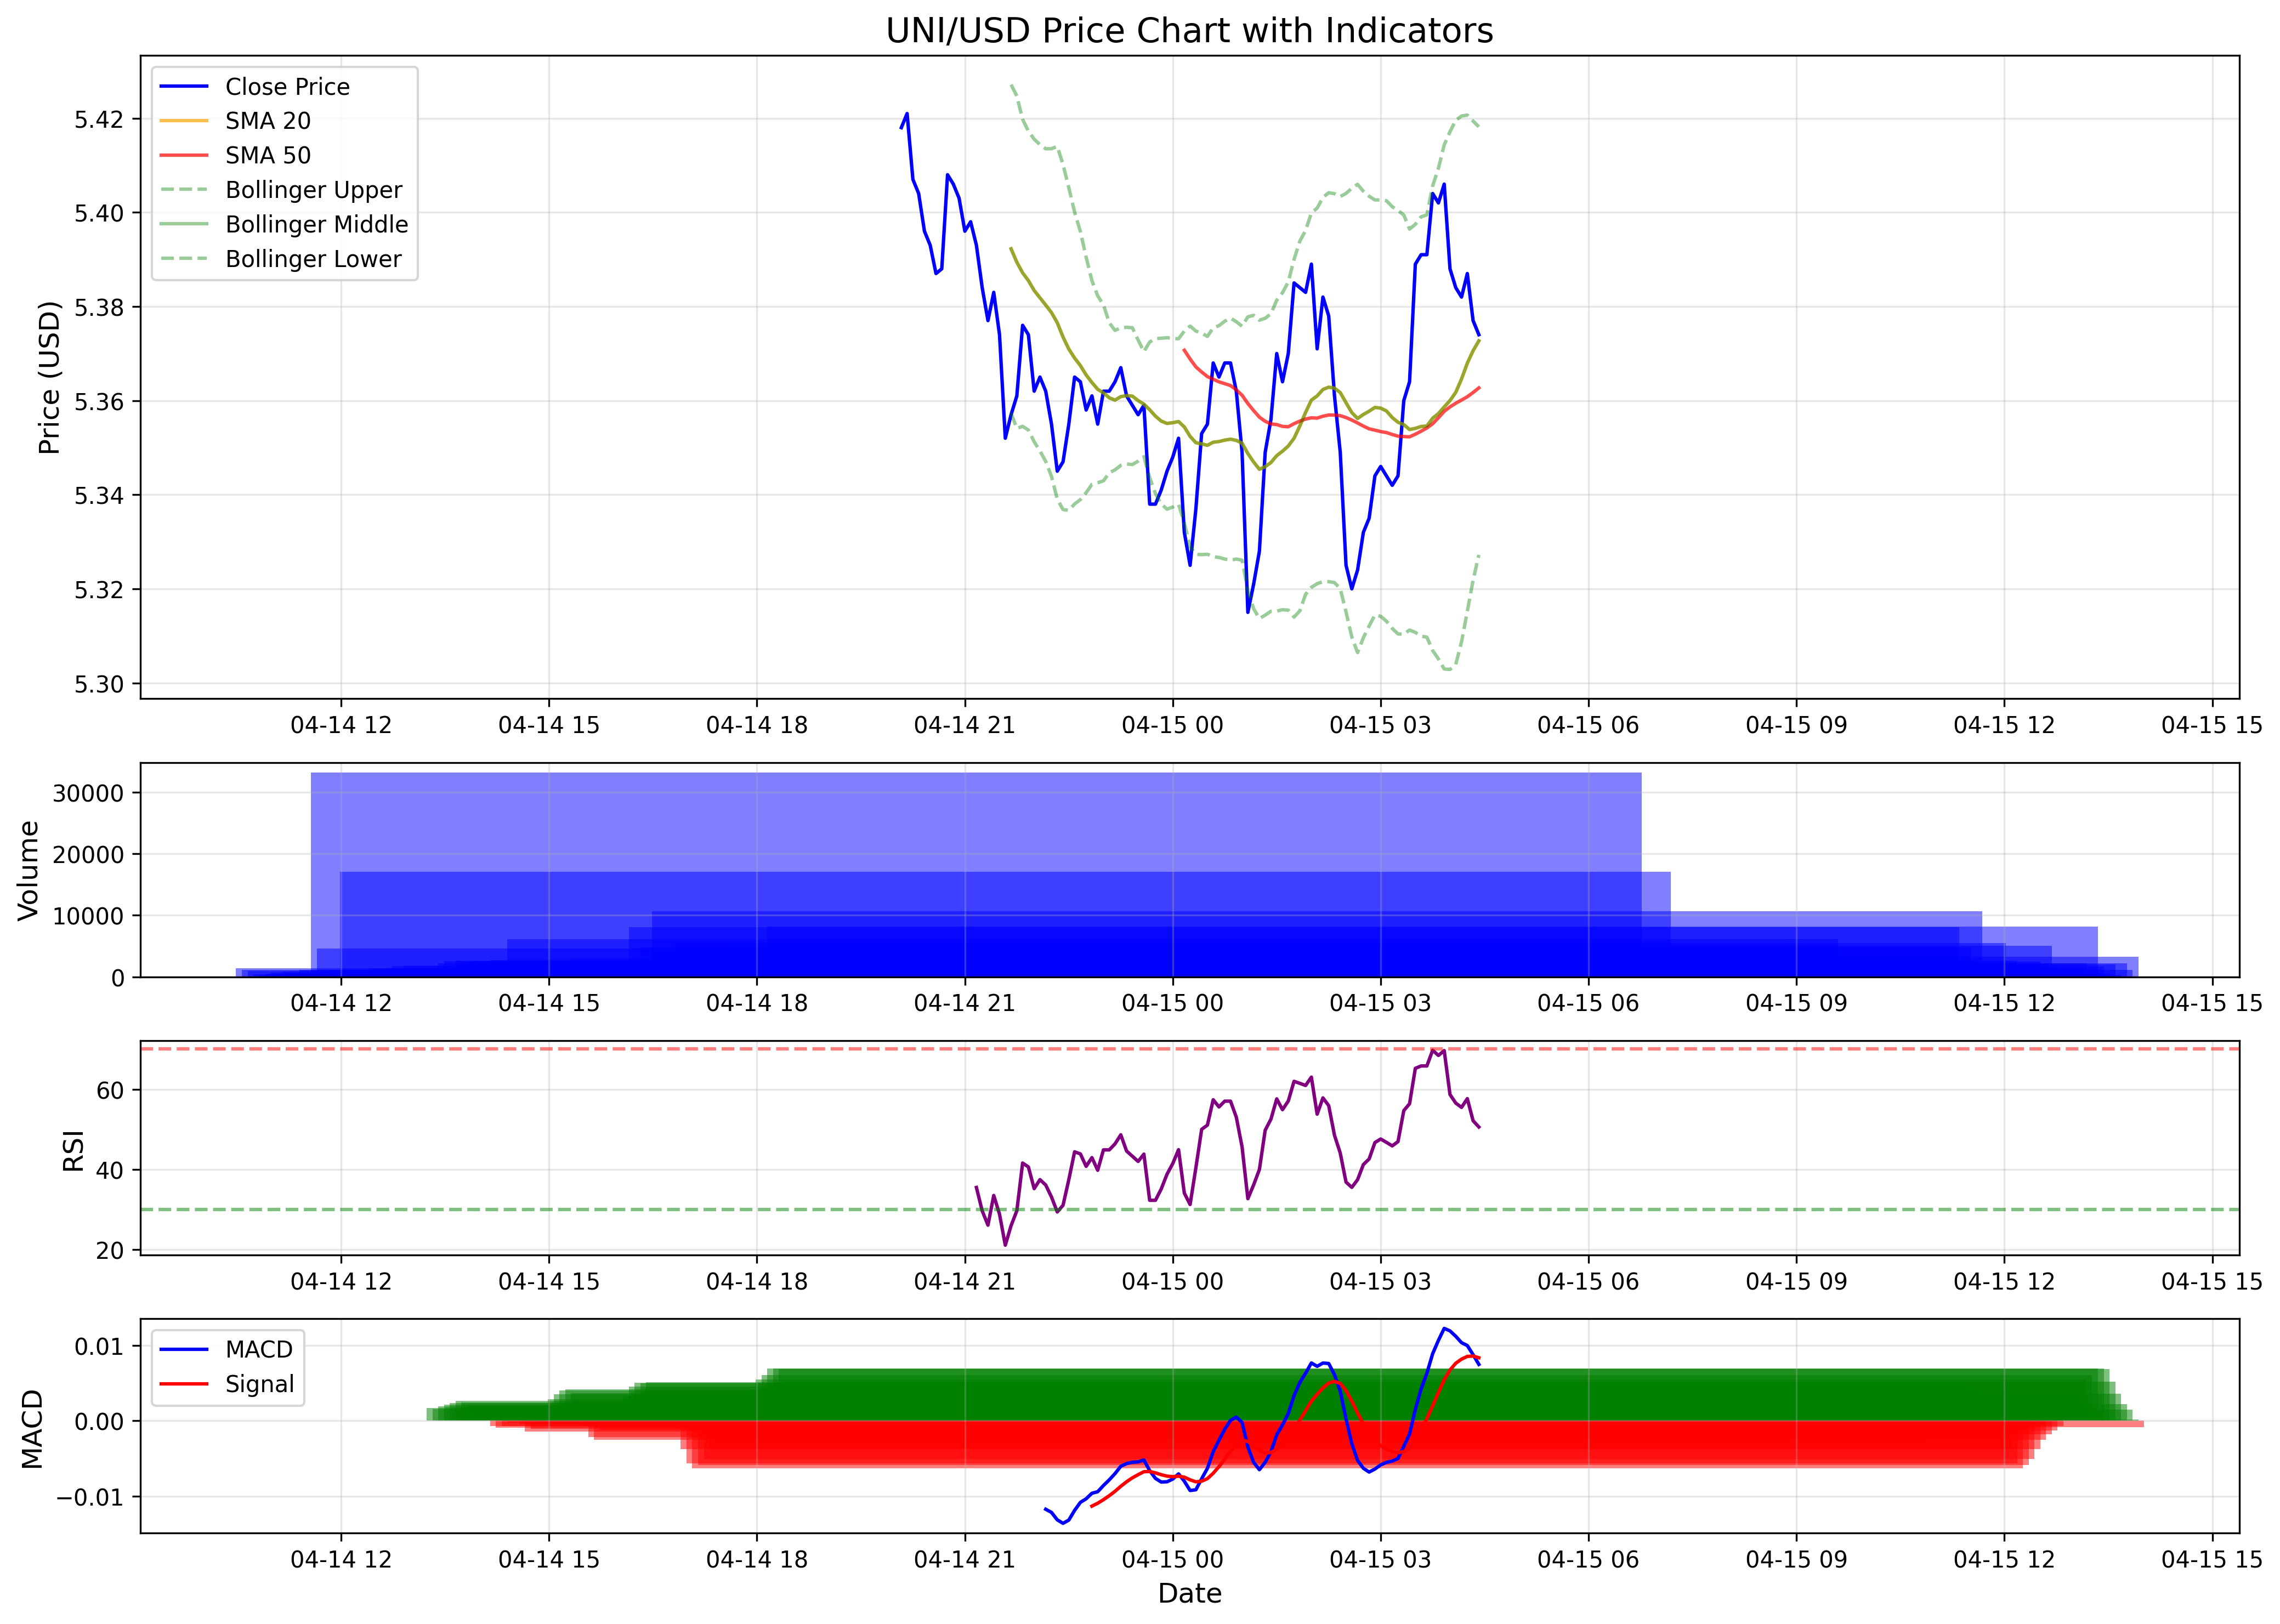 UNI/USD Price Chart with Indicators
Close Price
SMA 20
SMA 50
Bollinger Upper
Bollinger Middle
Bollinger Lower
Price (USD)
5.42
5.40
5.38
5.36
5.34
5.32
5.30
04-14 12 04-14 15 04-14 18 04-14 21 04-15 00 04-15 03 04-15 06 04-15 09 04-15 12 04-15 15
Volume
30000
20000
10000
0
04-14 12 04-14 15 04-14 18 04-14 21 04-15 00 04-15 03 04-15 06 04-15 09 04-15 12 04-15 15
RSI
60
40
20
04-14 12 04-14 15 04-14 18 04-14 21 04-15 00 04-15 03 04-15 06 04-15 09 04-15 12 04-15 15
MACD
Signal
MACD
0.01
0.00
−0.01
04-14 12 04-14 15 04-14 18 04-14 21 04-15 00 04-15 03 04-15 06 04-15 09 04-15 12 04-15 15
Date